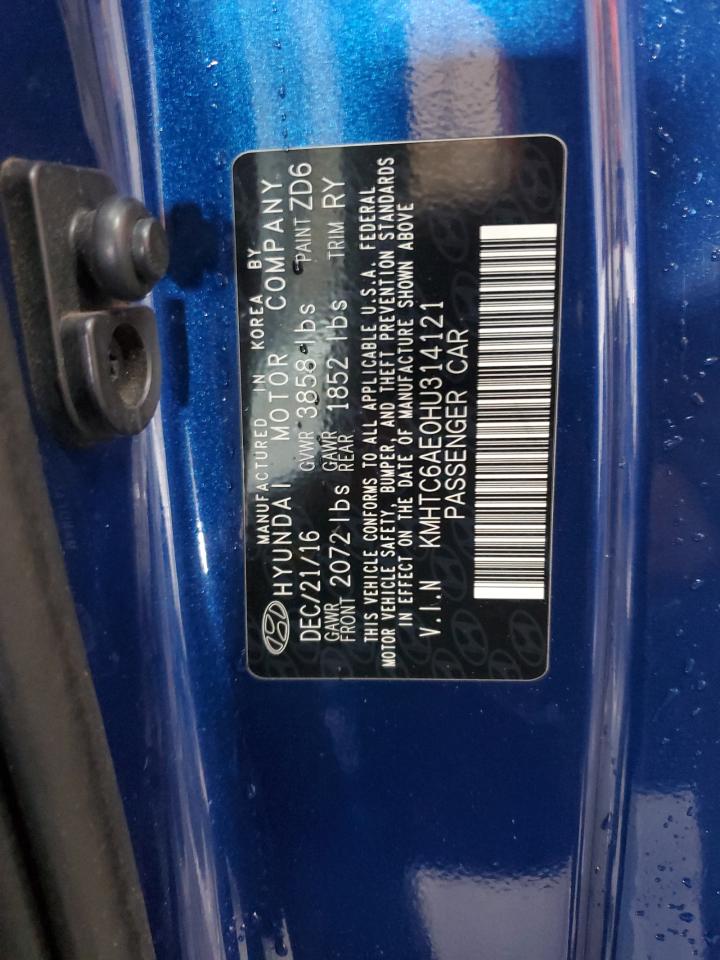 MANUFACTURED IN KOREA BY
HYUNDAI MOTOR COMPANY
DEC/21/16 GVWR 3858 lbs PAINT ZD6
GAWR FRONT 2072 lbs GAWR REAR 1852 lbs TRIM RY
THIS VEHICLE CONFORMS TO ALL APPLICABLE U.S.A. FEDERAL
MOTOR VEHICLE SAFETY, BUMPER, AND THEFT PREVENTION STANDARDS
IN EFFECT ON THE DATE OF MANUFACTURE SHOWN ABOVE
V.I.N KMHTC6AE0HU314121
PASSENGER CAR